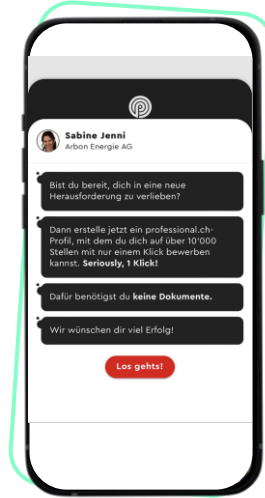 Sabine Jenni
Arbon Energie AG
Bist du bereit, dich in eine neue
Herausforderung zu verlieben?
Dann erstelle jetzt ein professional.ch-
Profil, mit dem du dich auf über 10'000
Stellen mit nur einem Klick bewerben
kannst. Seriously, 1 Klick!
Dafür benötigst du keine Dokumente.
Wir wünschen dir viel Erfolg!
Los gehts!